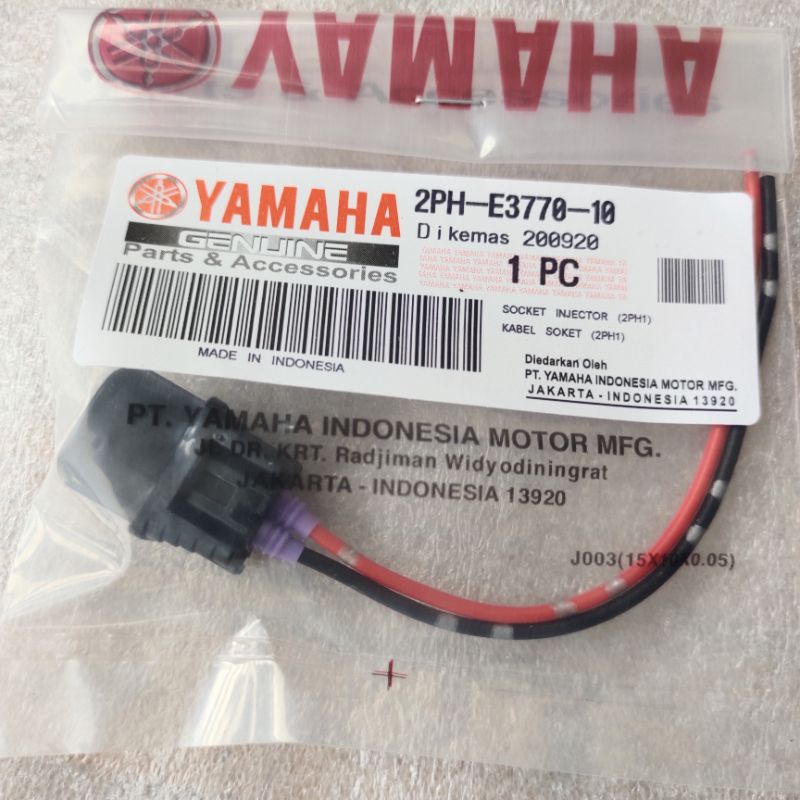 YAMAHA
YAMAHA
GENUINE
Parts & Accessories
2PH-E3770-10
Dikemas 200920
1 PC
SOCKET INJECTOR (2PH1)
KABEL SOKET (2PH1)
MADE IN INDONESIA
Diedarkan Oleh
PT. YAMAHA INDONESIA MOTOR MFG.
JAKARTA - INDONESIA 13920
PT. YAMAHA INDONESIA MOTOR MFG.
JL. DR. KRT. Radjiman Widyodiningrat
JAKARTA - INDONESIA 13920
J003(15X10X0.05)